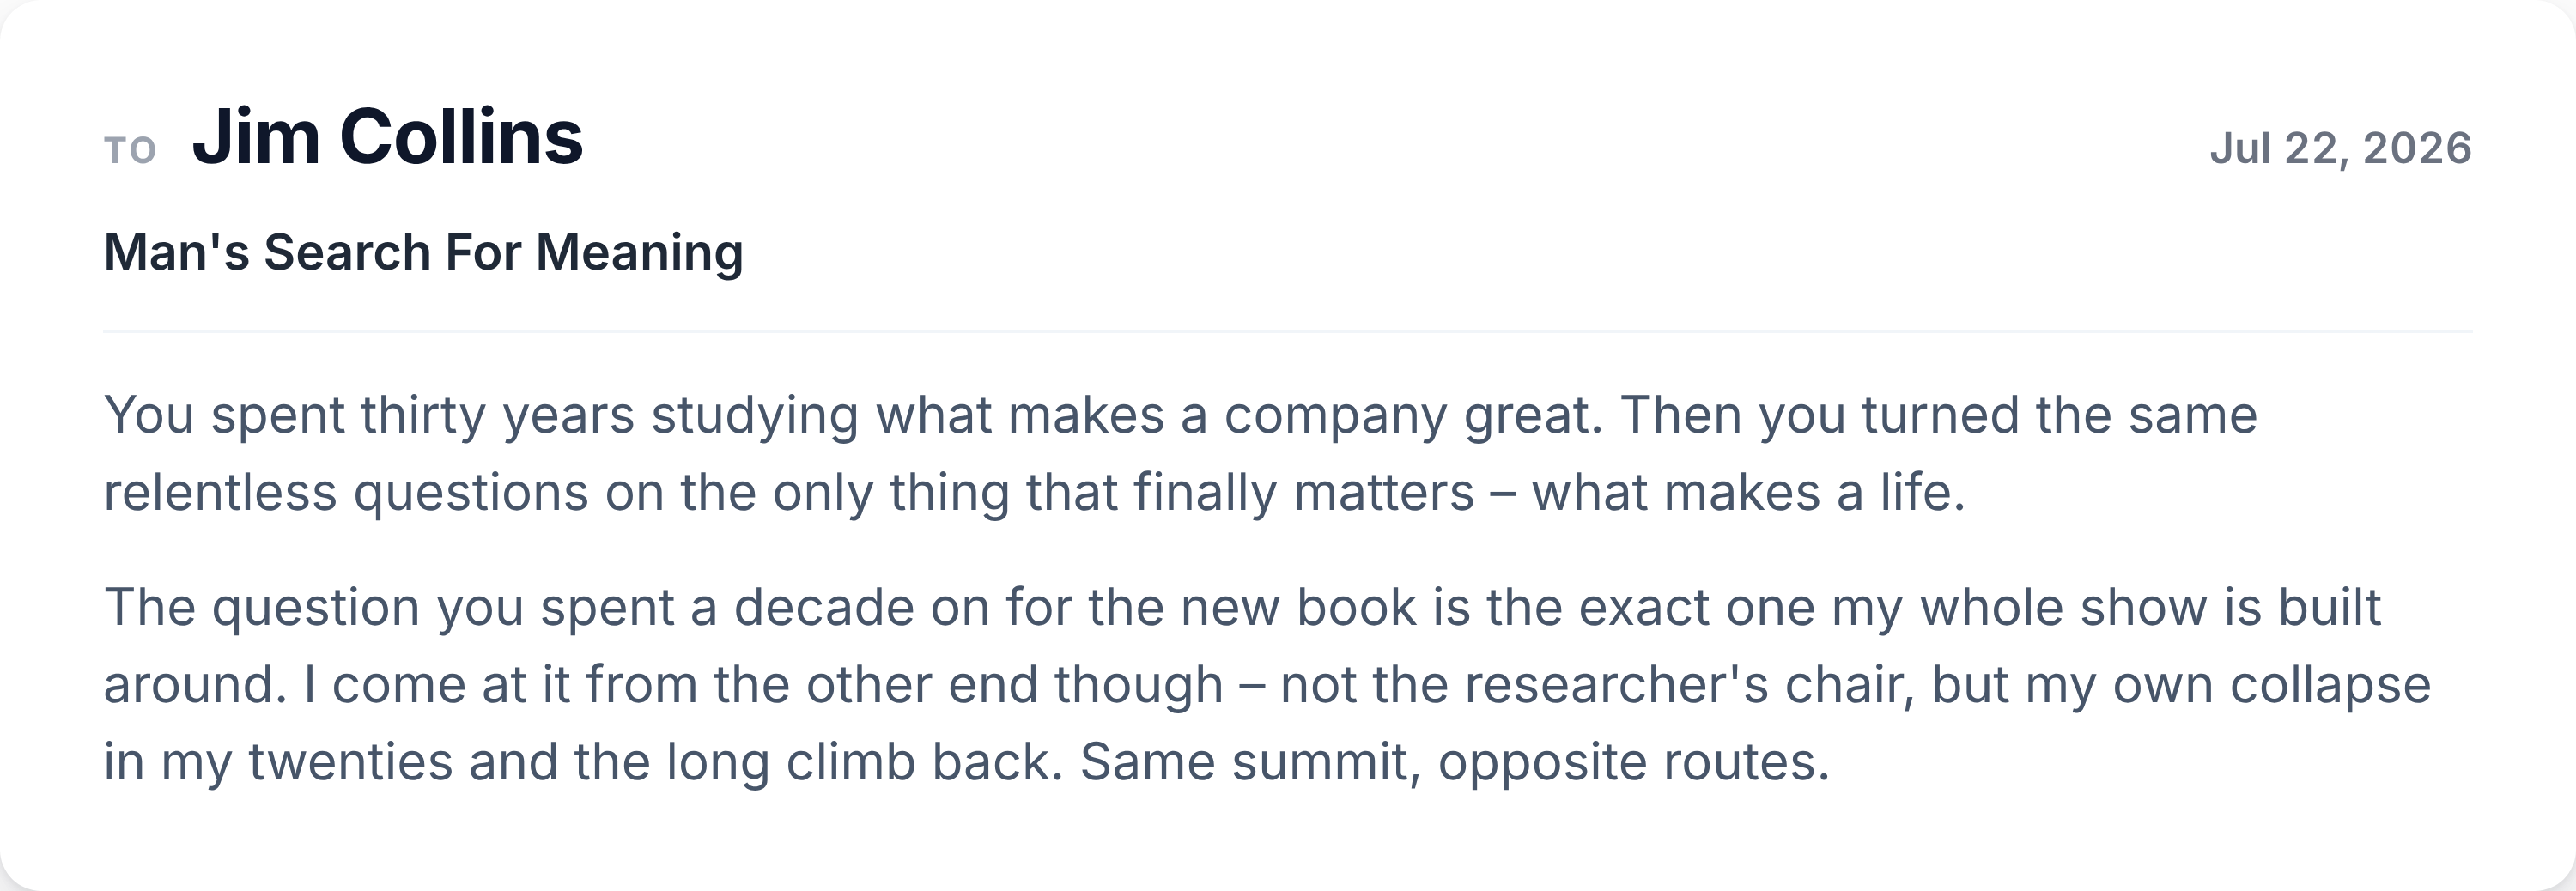 TO Jim Collins Jul 22, 2026
Man's Search For Meaning
You spent thirty years studying what makes a company great. Then you turned the same
relentless questions on the only thing that finally matters – what makes a life.
The question you spent a decade on for the new book is the exact one my whole show is built
around. I come at it from the other end though – not the researcher's chair, but my own collapse
in my twenties and the long climb back. Same summit, opposite routes.